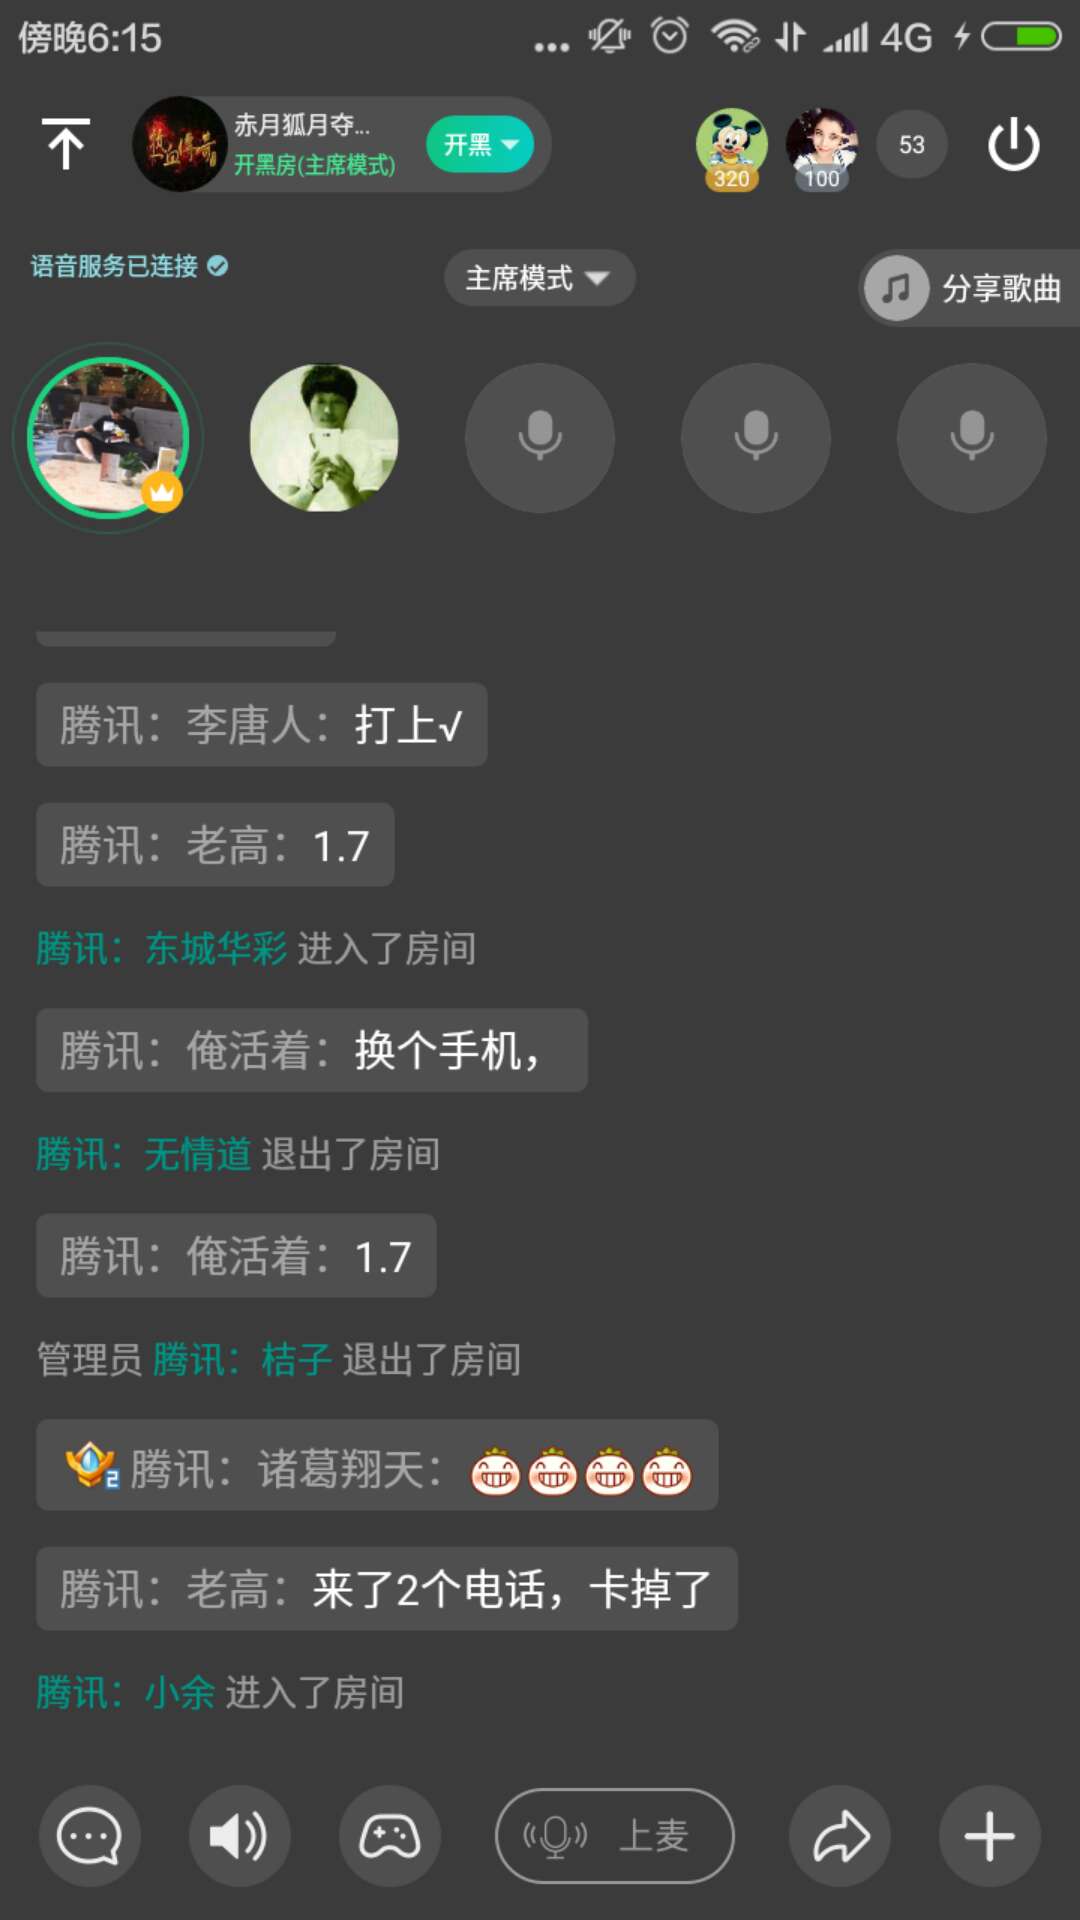 傍晚6:15
4G
热血传奇
赤月狐月夺...
开黑房(主席模式)
开黑
320
100
53
语音服务已连接
主席模式
分享歌曲
腾讯：李唐人：打上√
腾讯：老高：1.7
腾讯：东城华彩 进入了房间
腾讯：俺活着：换个手机，
腾讯：无情道 退出了房间
腾讯：俺活着：1.7
管理员 腾讯：桔子 退出了房间
2 腾讯：诸葛翔天：
腾讯：老高：来了2个电话，卡掉了
腾讯：小余 进入了房间
上麦